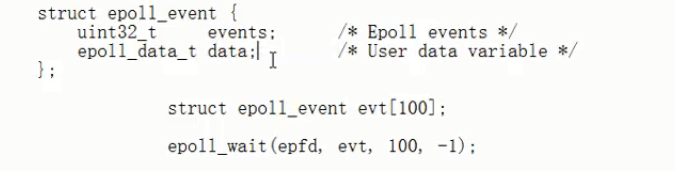 struct epoll_event {
    uint32_t     events;      /* Epoll events */
    epoll_data_t data;        /* User data variable */
};
struct epoll_event evt[100];
epoll_wait(epfd, evt, 100, -1);